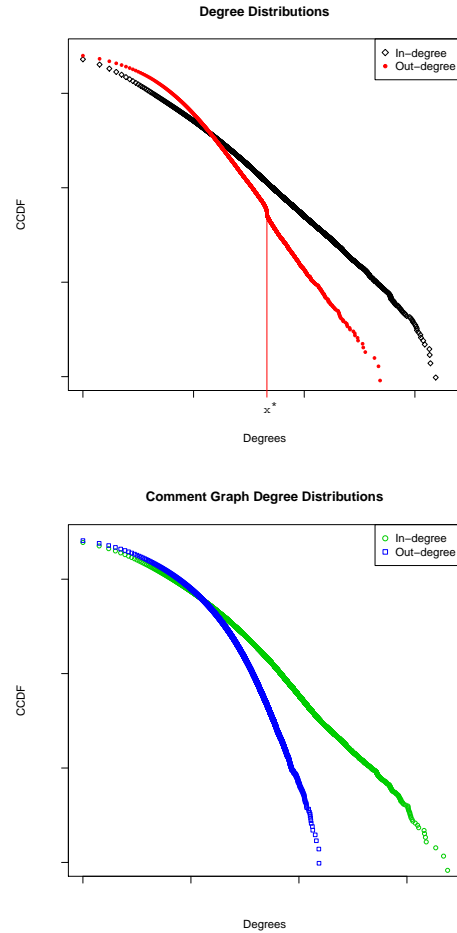 Degree Distributions
In-degree
Out-degree
CCDF
x*
Degrees
Comment Graph Degree Distributions
In-degree
Out-degree
CCDF
Degrees